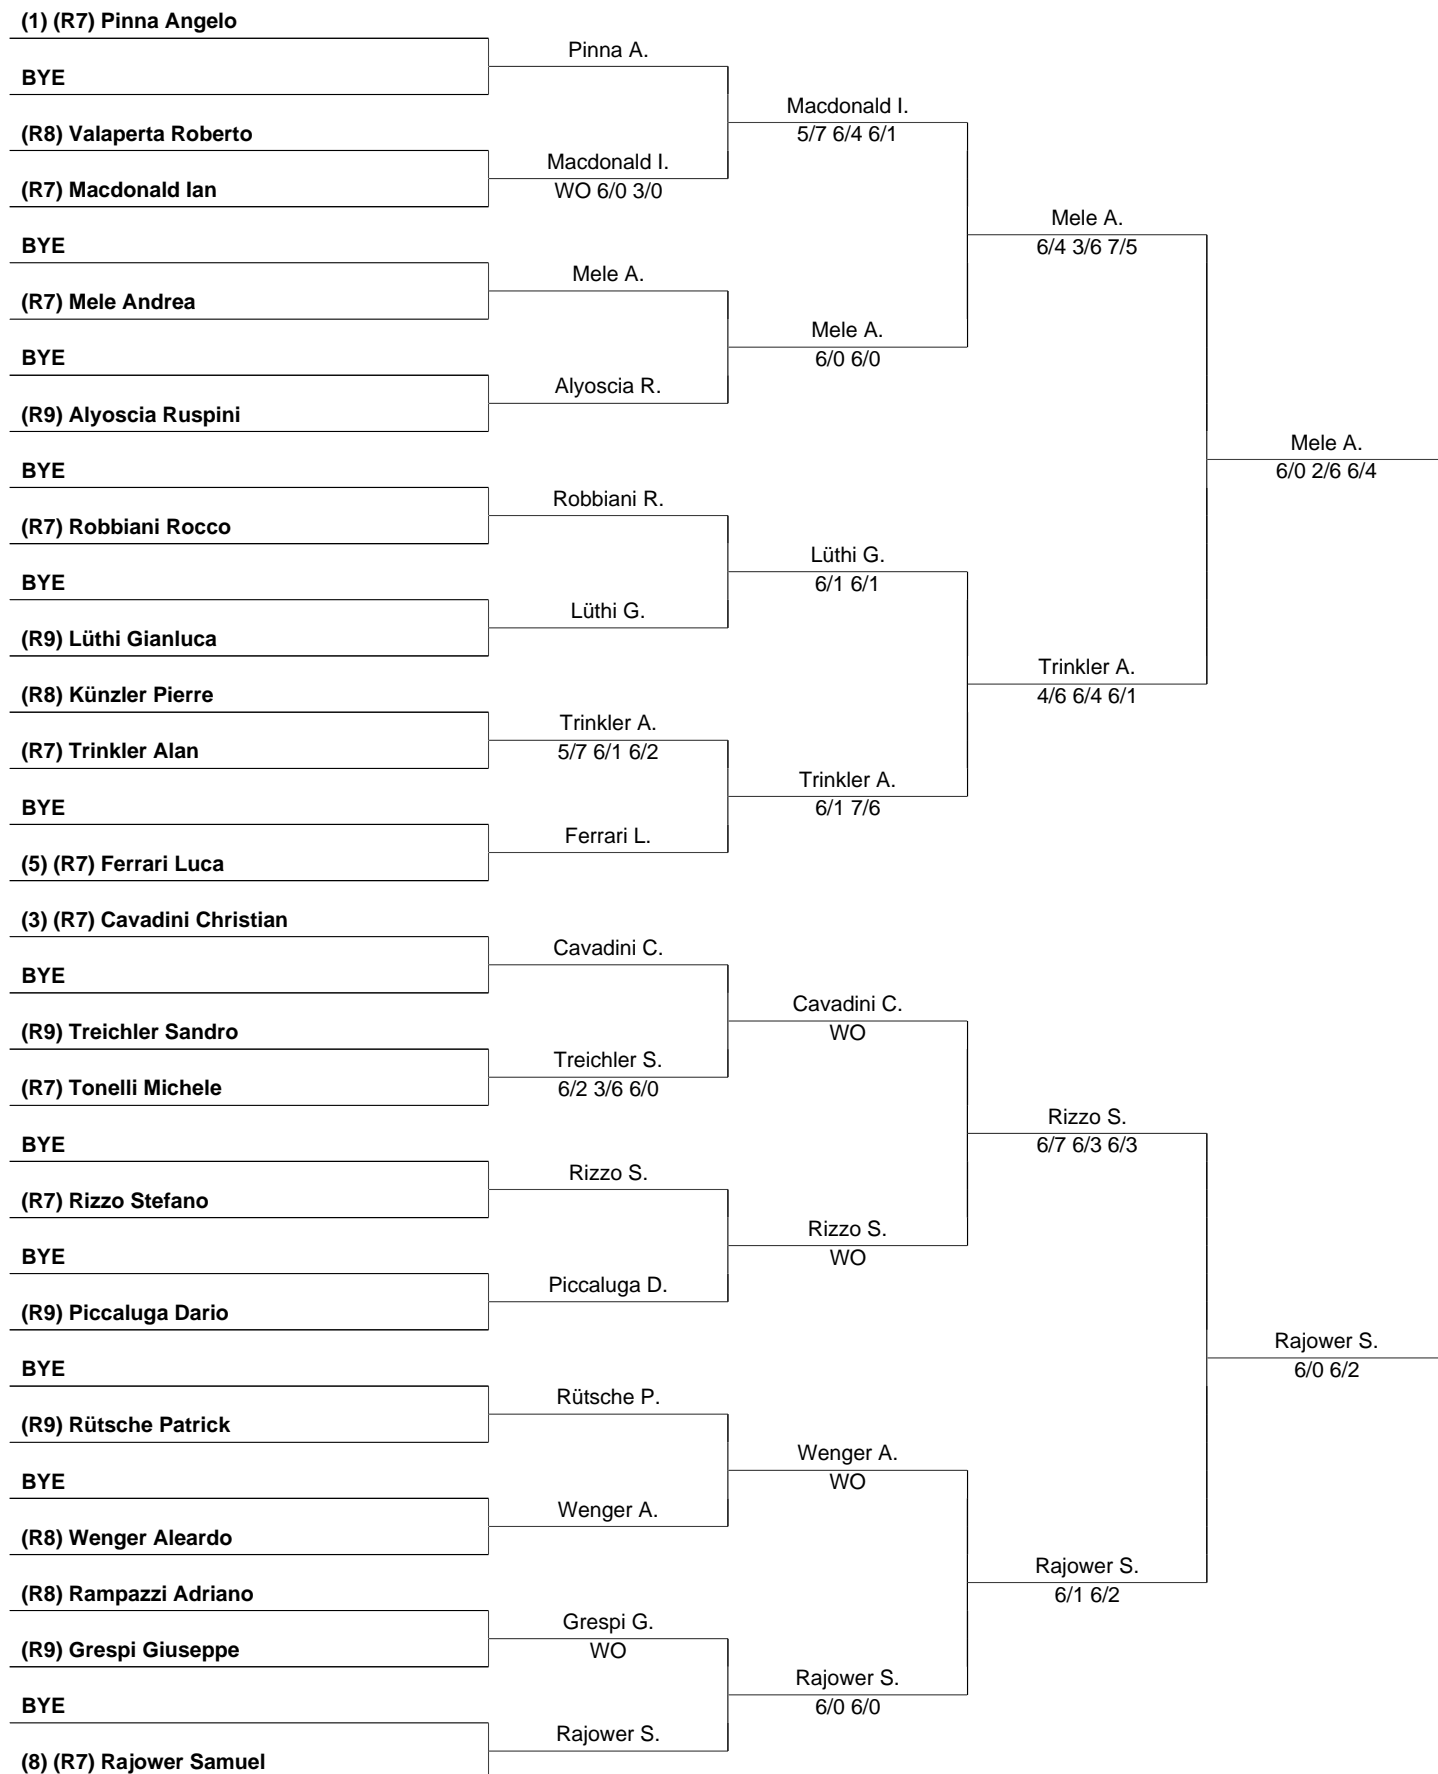 (1) (R7) Pinna Angelo
BYE
(R8) Valaperta Roberto
(R7) Macdonald Ian
BYE
(R7) Mele Andrea
BYE
(R9) Alyoscia Ruspini
BYE
(R7) Robbiani Rocco
BYE
(R9) Lüthi Gianluca
(R8) Künzler Pierre
(R7) Trinkler Alan
BYE
(5) (R7) Ferrari Luca
(3) (R7) Cavadini Christian
BYE
(R9) Treichler Sandro
(R7) Tonelli Michele
BYE
(R7) Rizzo Stefano
BYE
(R9) Piccaluga Dario
BYE
(R9) Rütsche Patrick
BYE
(R8) Wenger Aleardo
(R8) Rampazzi Adriano
(R9) Grespi Giuseppe
BYE
(8) (R7) Rajower Samuel
Pinna A.
Macdonald I.
WO 6/0 3/0
Mele A.
Alyoscia R.
Robbiani R.
Lüthi G.
Trinkler A.
5/7 6/1 6/2
Ferrari L.
Cavadini C.
Treichler S.
6/2 3/6 6/0
Rizzo S.
Piccaluga D.
Rütsche P.
Wenger A.
Grespi G.
WO
Rajower S.
Macdonald I.
5/7 6/4 6/1
Mele A.
6/0 6/0
Lüthi G.
6/1 6/1
Trinkler A.
6/1 7/6
Cavadini C.
WO
Rizzo S.
WO
Wenger A.
WO
Rajower S.
6/0 6/0
Mele A.
6/4 3/6 7/5
Trinkler A.
4/6 6/4 6/1
Rizzo S.
6/7 6/3 6/3
Rajower S.
6/1 6/2
Mele A.
6/0 2/6 6/4
Rajower S.
6/0 6/2